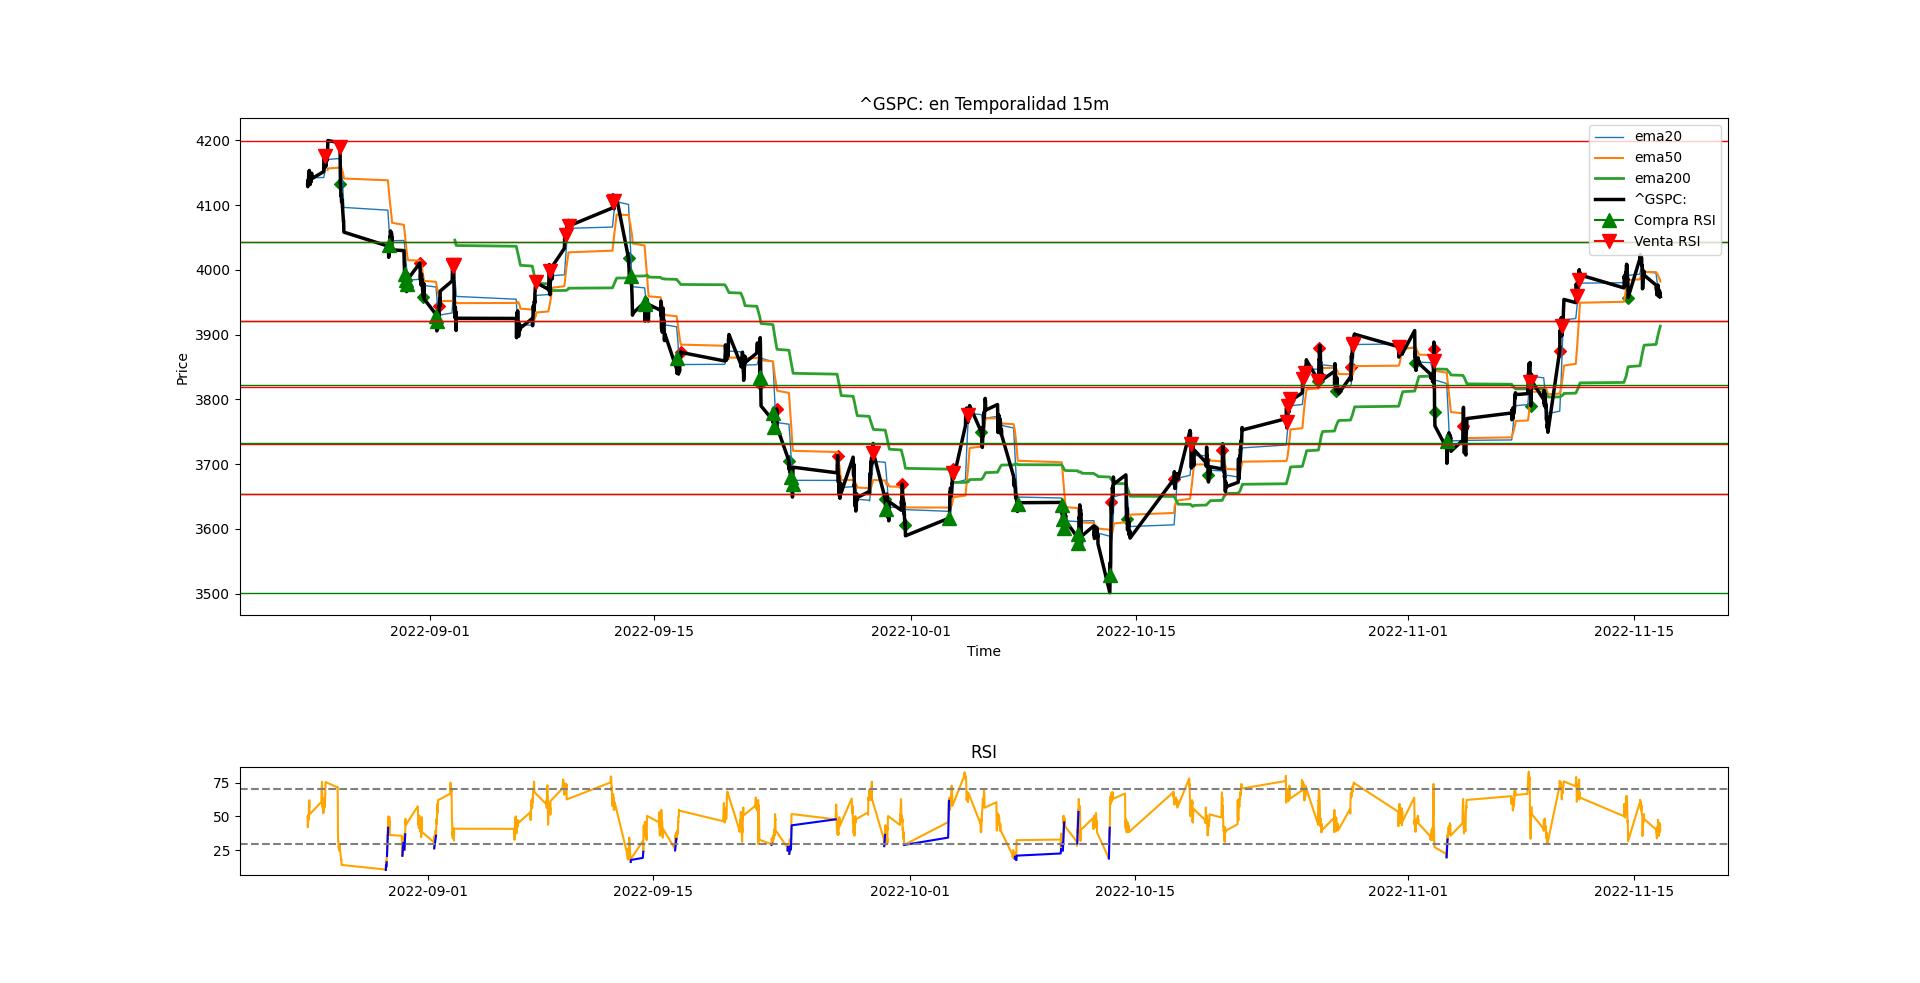 ^GSPC: en Temporalidad 15m
4200
4100
4000
3900
3800
3700
3600
3500
Price
ema20
ema50
ema200
^GSPC:
Compra RSI
Venta RSI
2022-09-01
2022-09-15
2022-10-01
2022-10-15
2022-11-01
2022-11-15
Time
RSI
75
50
25
2022-09-01
2022-09-15
2022-10-01
2022-10-15
2022-11-01
2022-11-15